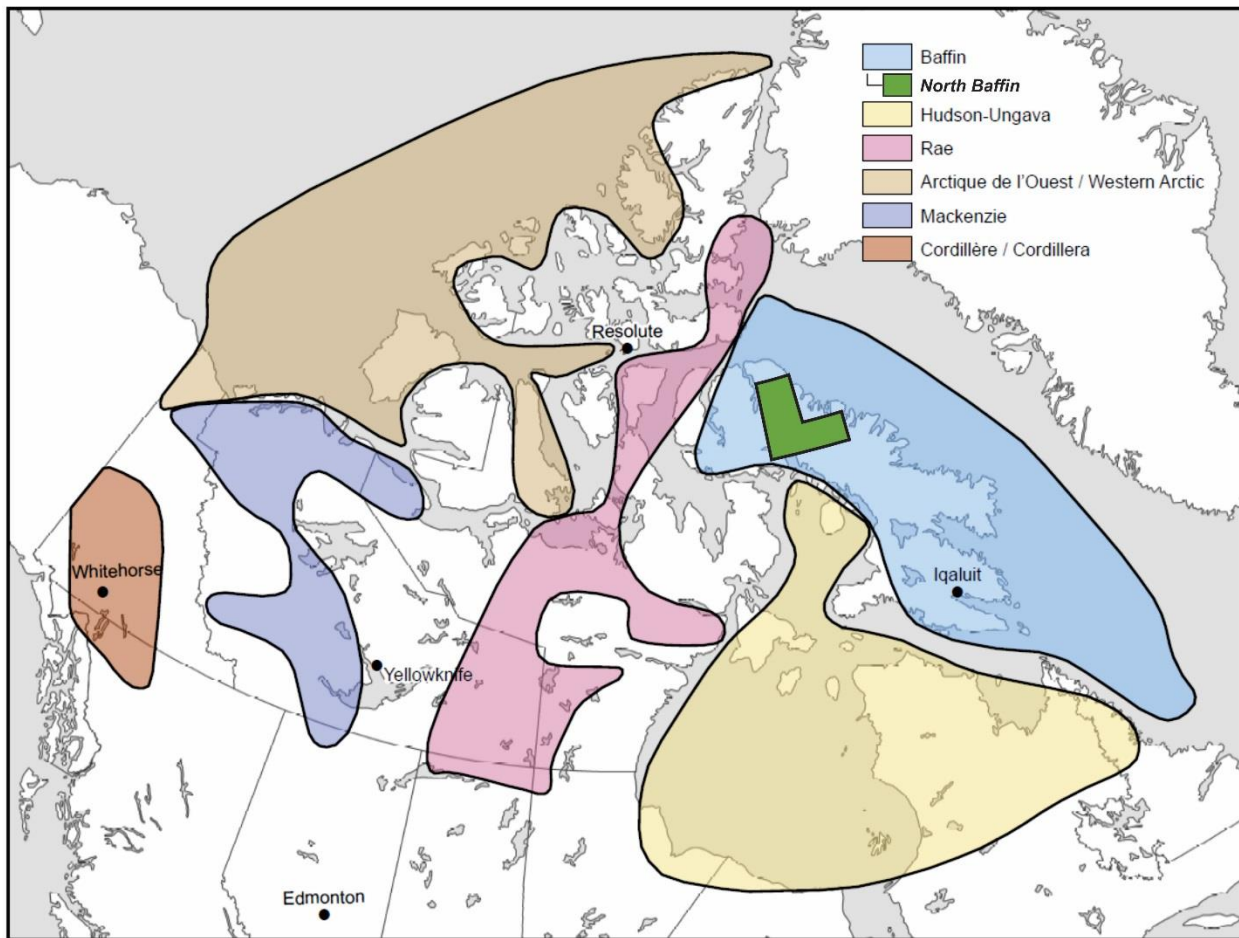 Baffin
North Baffin
Hudson-Ungava
Rae
Arctique de l'Ouest / Western Arctic
Mackenzie
Cordillère / Cordillera
Resolute
Whitehorse
Iqaluit
Yellowknife
Edmonton